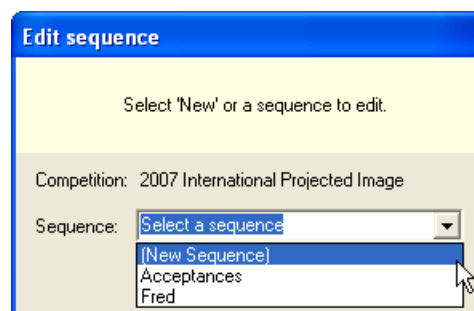 Edit sequence
Select 'New' or a sequence to edit.
Competition: 2007 International Projected Image
Sequence: Select a sequence
(New Sequence)
Acceptances
Fred